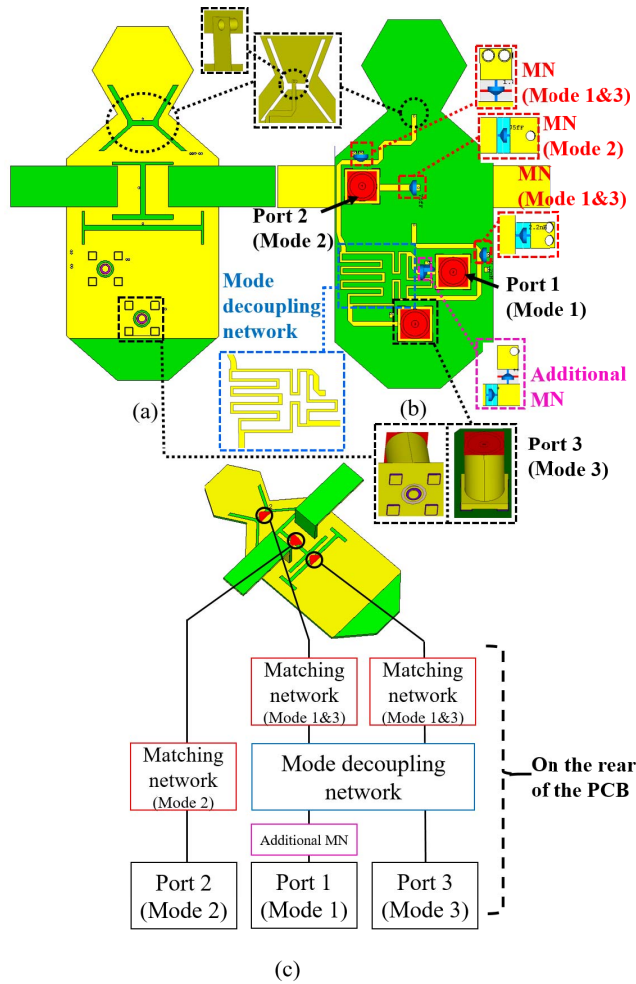 MN
(Mode 1&3)
MN
(Mode 2)
MN
(Mode 1&3)
Port 2
(Mode 2)
2.2nH
Port 1
(Mode 1)
Mode
decoupling
network
Additional
MN
(a)
(b)
Port 3
(Mode 3)
Matching
network
(Mode 1&3)
Matching
network
(Mode 1&3)
Matching
network
(Mode 2)
Mode decoupling
network
On the rear
of the PCB
Additional MN
Port 2
(Mode 2)
Port 1
(Mode 1)
Port 3
(Mode 3)
(c)